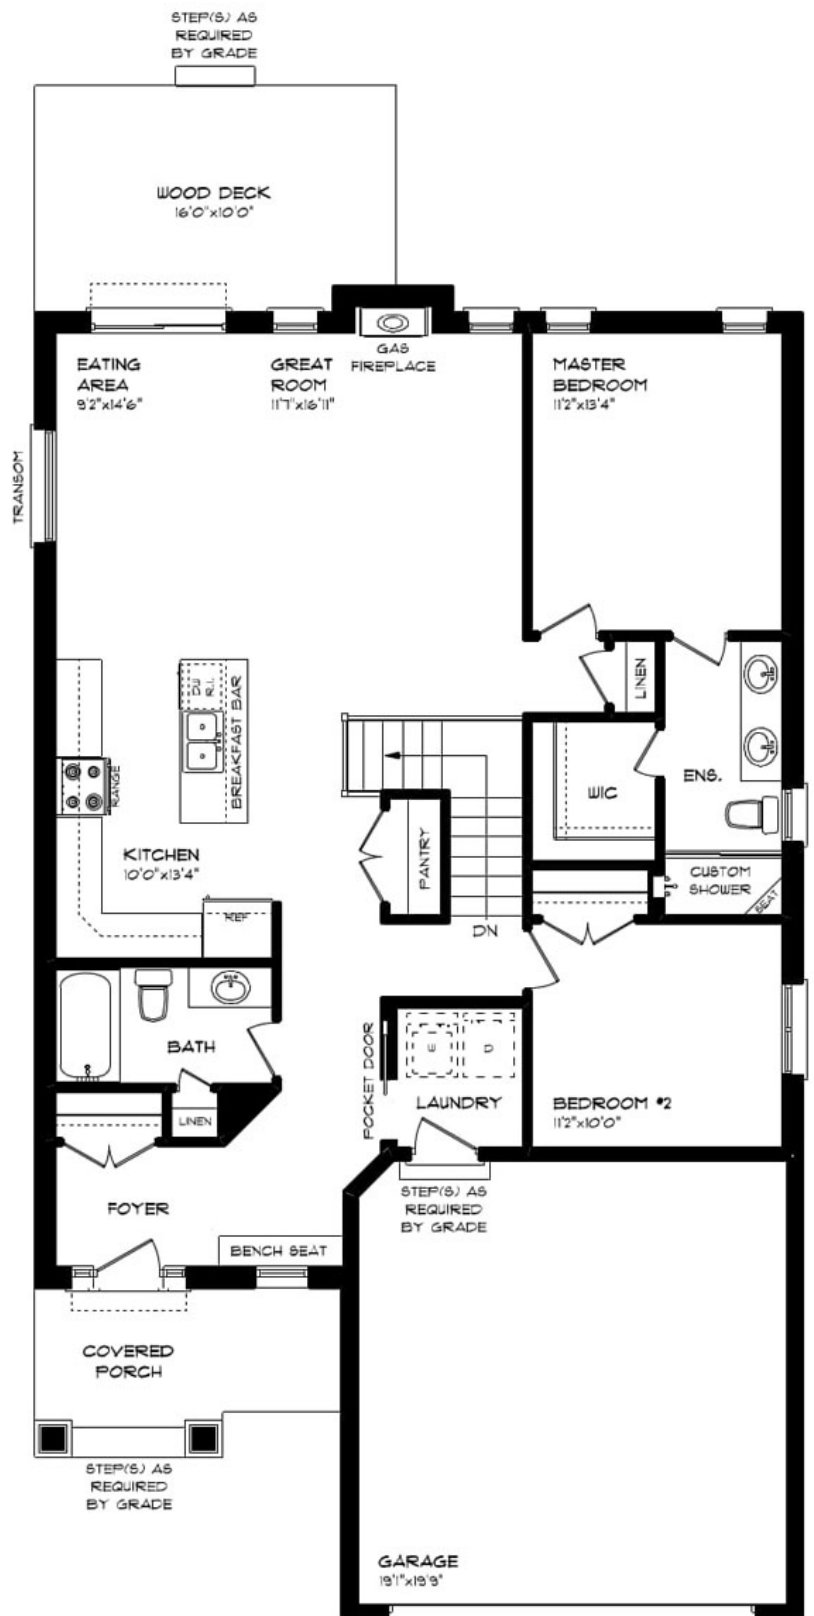 STEP(S) AS
REQUIRED
BY GRADE
WOOD DECK
16'0"x10'0"
GAS
FIREPLACE
EATING
AREA
9'2"x14'6"
GREAT
ROOM
11'7"x16'11"
MASTER
BEDROOM
11'2"x13'4"
TRANSOM
LINEN
DW
R.I.
BREAKFAST BAR
RANGE
ENS.
WIC
KITCHEN
10'0"x13'4"
PANTRY
CUSTOM
SHOWER
SEAT
REF
DN
BATH
POCKET DOOR
E
D
LAUNDRY
BEDROOM #2
11'2"x10'0"
LINEN
FOYER
STEP(S) AS
REQUIRED
BY GRADE
BENCH SEAT
COVERED
PORCH
STEP(S) AS
REQUIRED
BY GRADE
GARAGE
19'1"x19'9"